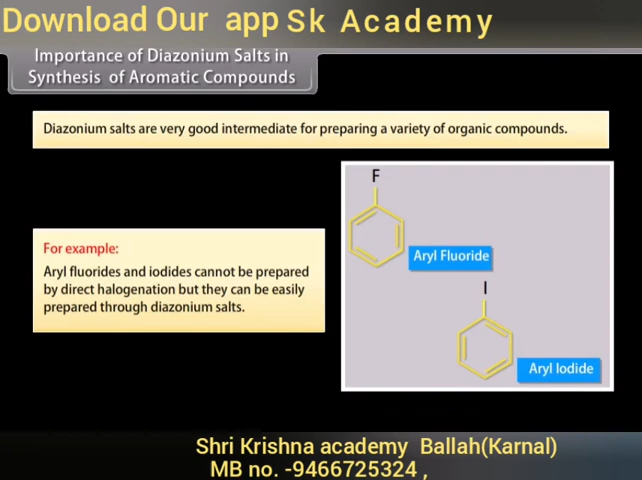 Download Our app Sk Academy
Importance of Diazonium Salts in
Synthesis of Aromatic Compounds
Diazonium salts are very good intermediate for preparing a variety of organic compounds.
F
Aryl Fluoride
For example:
Aryl fluorides and iodides cannot be prepared
by direct halogenation but they can be easily
prepared through diazonium salts.
I
Aryl Iodide
Shri Krishna academy Ballah(Karnal)
MB no. -9466725324 ,